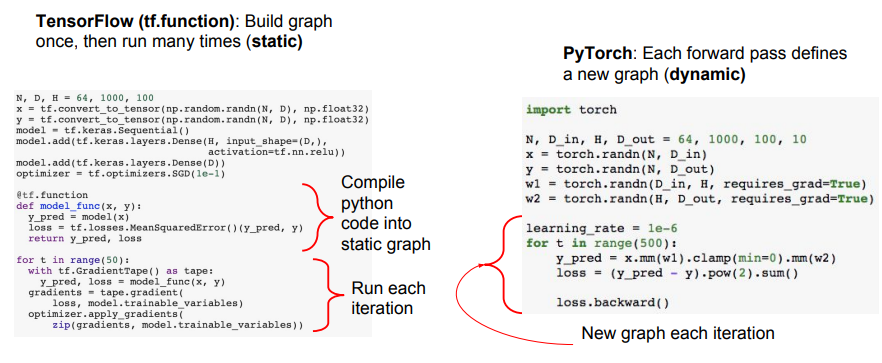 TensorFlow (tf.function): Build graph
once, then run many times (static)
N, D, H = 64, 1000, 100
x = tf.convert_to_tensor(np.random.randn(N, D), np.float32)
y = tf.convert_to_tensor(np.random.randn(N, D), np.float32)
model = tf.keras.Sequential()
model.add(tf.keras.layers.Dense(H, input_shape=(D,),
activation=tf.nn.relu))
model.add(tf.keras.layers.Dense(D))
optimizer = tf.optimizers.SGD(1e-1)
@tf.function
def model_func(x, y):
y_pred = model(x)
loss = tf.losses.MeanSquaredError()(y_pred, y)
return y_pred, loss
for t in range(50):
with tf.GradientTape() as tape:
y_pred, loss = model_func(x, y)
gradients = tape.gradient(
loss, model.trainable_variables)
optimizer.apply_gradients(
zip(gradients, model.trainable_variables))
Compile
python
code into
static graph
Run each
iteration
PyTorch: Each forward pass defines
a new graph (dynamic)
import torch
N, D_in, H, D_out = 64, 1000, 100, 10
x = torch.randn(N, D_in)
y = torch.randn(N, D_out)
w1 = torch.randn(D_in, H, requires_grad=True)
w2 = torch.randn(H, D_out, requires_grad=True)
learning_rate = 1e-6
for t in range(500):
y_pred = x.mm(w1).clamp(min=0).mm(w2)
loss = (y_pred - y).pow(2).sum()
loss.backward()
New graph each iteration